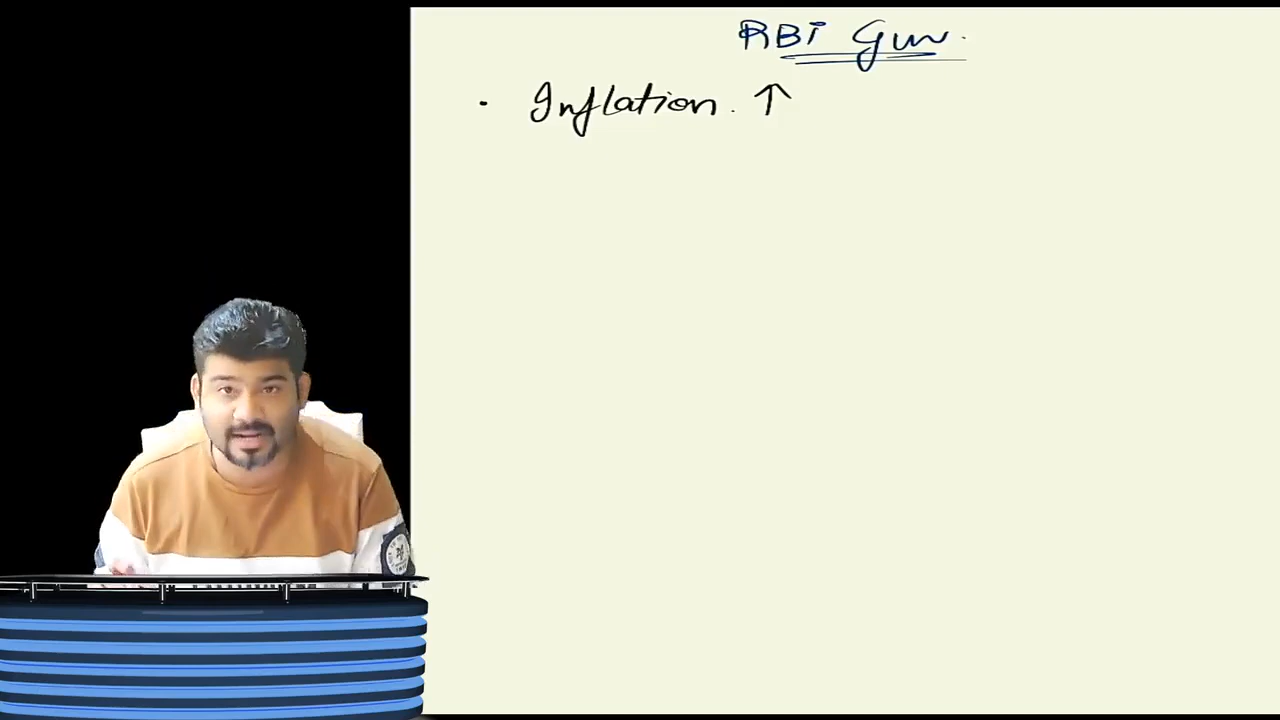 RBi Guv.
· Inflation. ↑